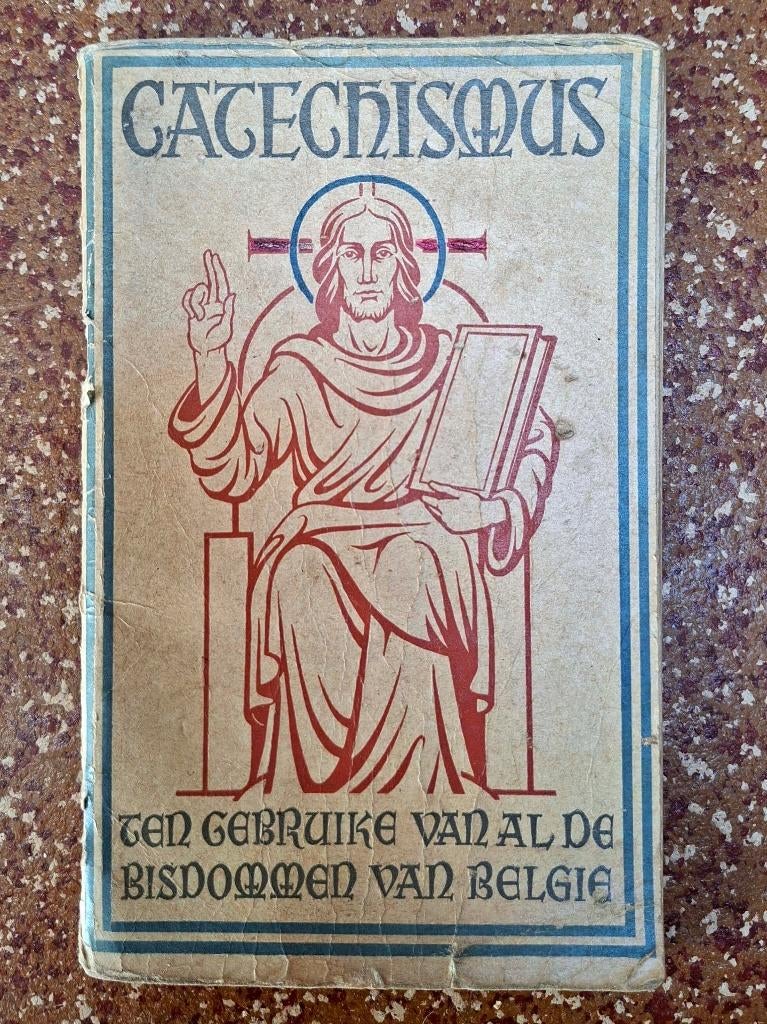 CATECHISMUS
TEN GEBRUIKE VAN AL DE
BISDOMMEN VAN BELGIE